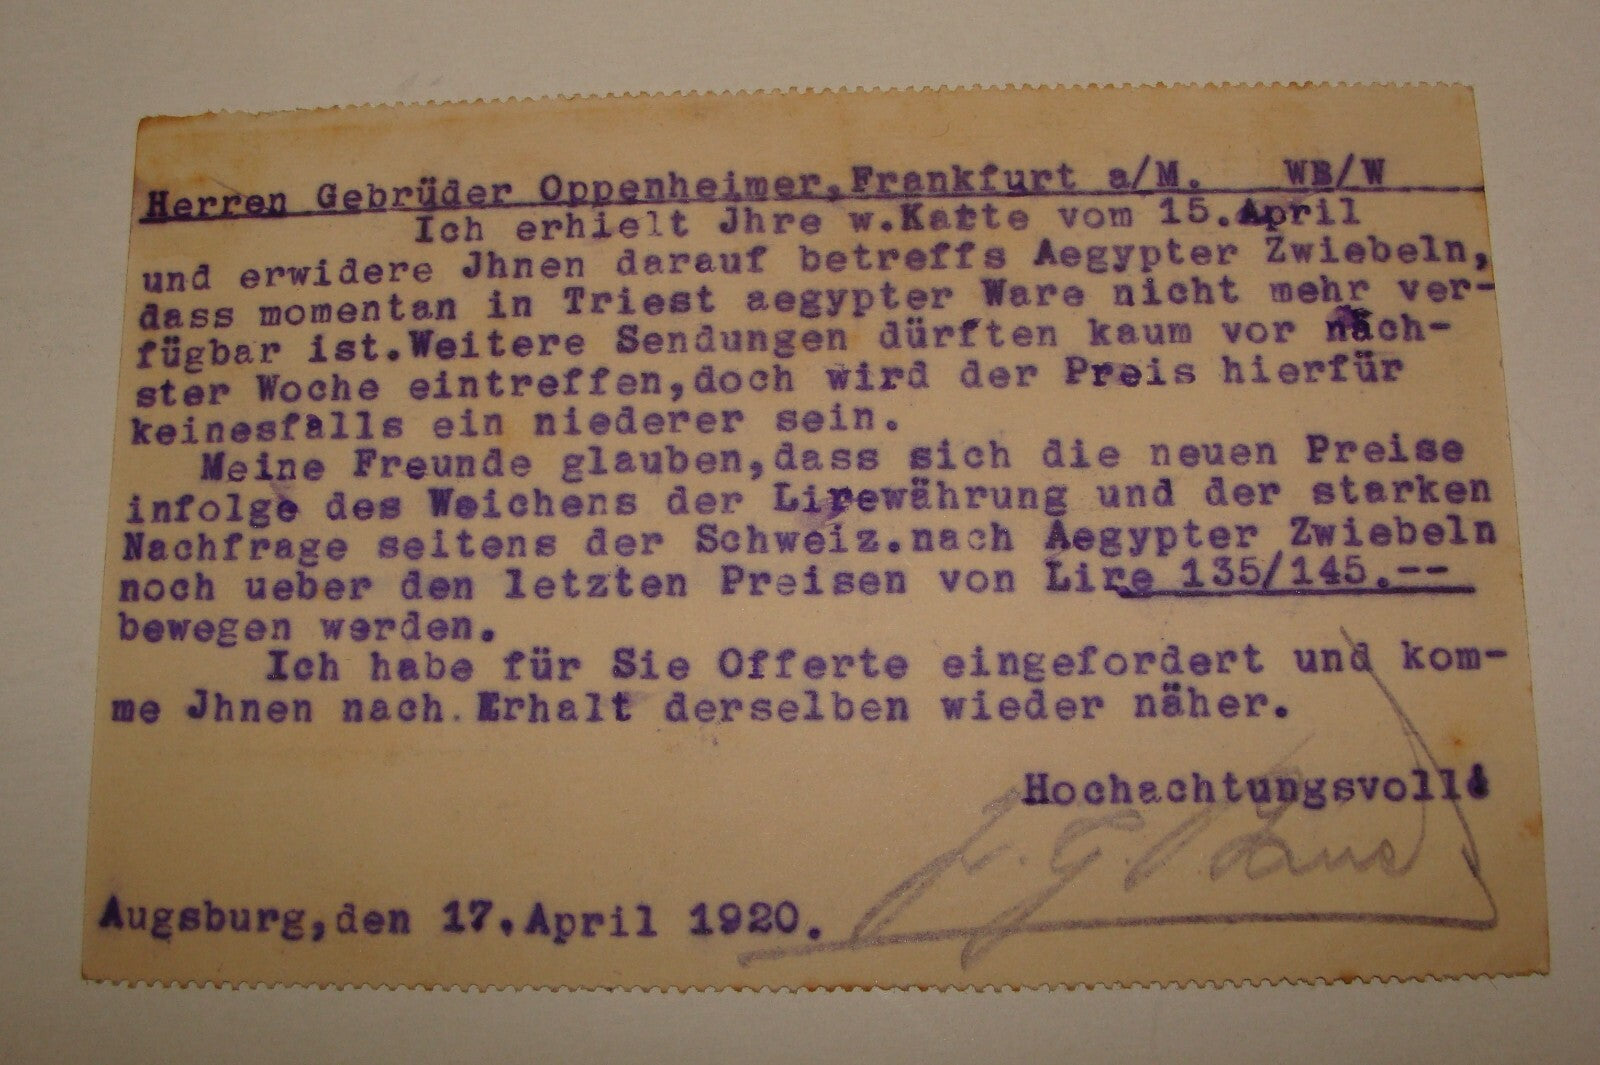 Herren Gebrüder Oppenheimer, Frankfurt a/M. WB/W
Ich erhielt Jhre w.Karte vom 15.April
und erwidere Jhnen darauf betreffs Aegypter Zwiebeln,
dass momentan in Triest aegypter Ware nicht mehr ver-
fügbar ist.Weitere Sendungen dürften kaum vor näch-
ster Woche eintreffen,doch wird der Preis hierfür
keinesfalls ein niederer sein.
Meine Freunde glauben,dass sich die neuen Preise
infolge des Weichens der Lirewährung und der starken
Nachfrage seitens der Schweiz.nach Aegypter Zwiebeln
noch ueber den letzten Preisen von Lire 135/145.--
bewegen werden.
Ich habe für Sie Offerte eingefordert und kom-
me Jhnen nach.Erhalt derselben wieder näher.
Hochachtungsvoll
Augsburg,den 17.April 1920.